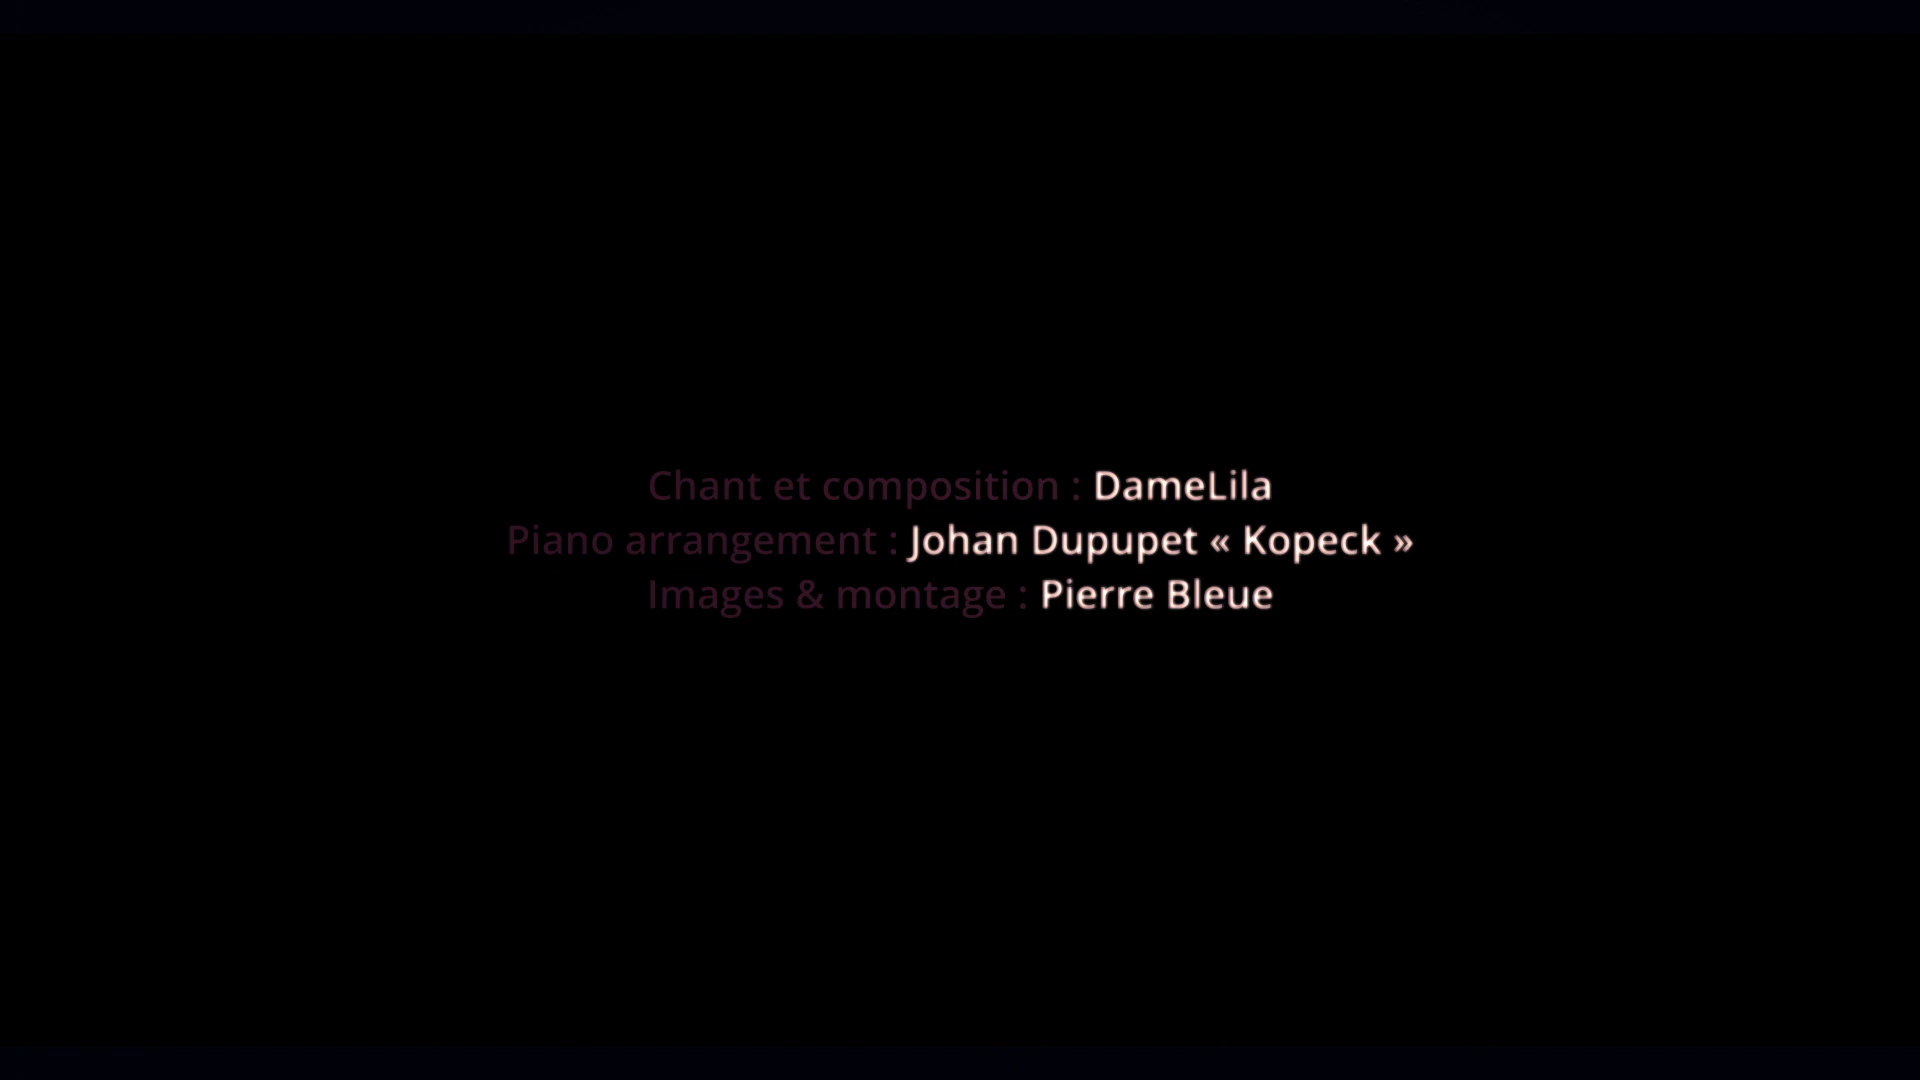 Chant et composition : DameLila
Piano arrangement : Johan Dupupet « Kopeck »
Images & montage : Pierre Bleue